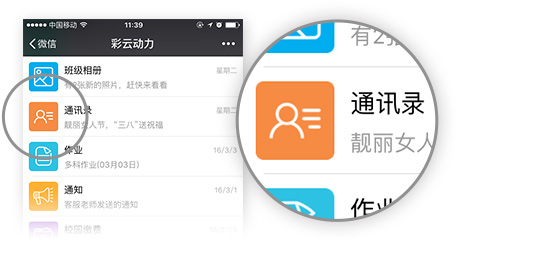 中国移动
11:39
微信
彩云动力
班级相册
星期二
有2张新的照片，赶快来看看
通讯录
星期二
靓丽女人节，“三八”送祝福
作业
16/3/3
多科作业(03月03日)
通知
16/3/1
客服老师发送的通知
校园缴费
有2张
通讯录
靓丽女人
作业